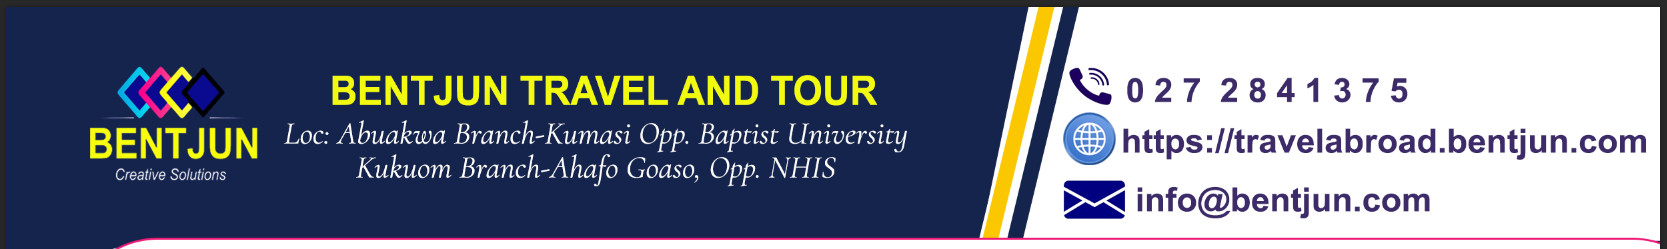 BENTJUN
Creative Solutions
BENTJUN TRAVEL AND TOUR
Loc: Abuakwa Branch-Kumasi Opp. Baptist University
Kukuom Branch-Ahafo Goaso, Opp. NHIS
027 2841375
https://travelabroad.bentjun.com
info@bentjun.com